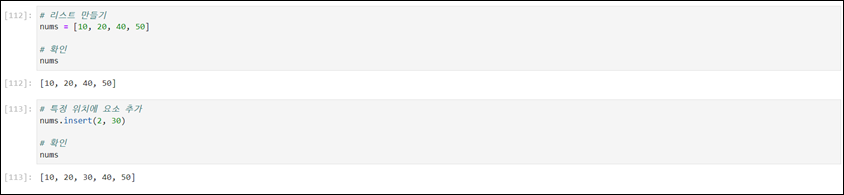 [112]: # 리스트 만들기
nums = [10, 20, 40, 50]
# 확인
nums
[112]: [10, 20, 40, 50]
[113]: # 특정 위치에 요소 추가
nums.insert(2, 30)
# 확인
nums
[113]: [10, 20, 30, 40, 50]